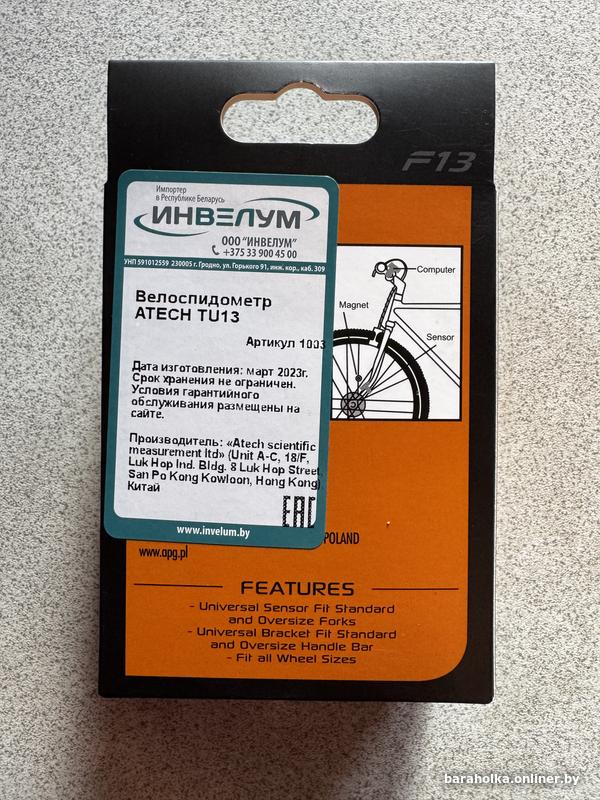 F13
Импортер
в Республике Беларусь
ИНВЕЛУМ
ООО "ИНВЕЛУМ"
+375 33 900 45 00
УНП 591012559 230005 г. Гродно, ул. Горького 91, инж. кор., каб. 309
Велоспидометр
ATECH TU13
Артикул 1003
Дата изготовления: март 2023г.
Срок хранения не ограничен.
Условия гарантийного
обслуживания размещены на
сайте.
Производитель: «Atech scientific
measurement ltd» (Unit A-C, 18/F,
Luk Hop Ind. Bldg. 8 Luk Hop Street,
San Po Kong Kowloon, Hong Kong)
Китай
EAC
www.invelum.by
Computer
Magnet
Sensor
POLAND
www.apg.pl
FEATURES
- Universal Sensor Fit Standard
and Oversize Forks
- Universal Bracket Fit Standard
and Oversize Handle Bar
- Fit all Wheel Sizes
baraholka.onliner.by